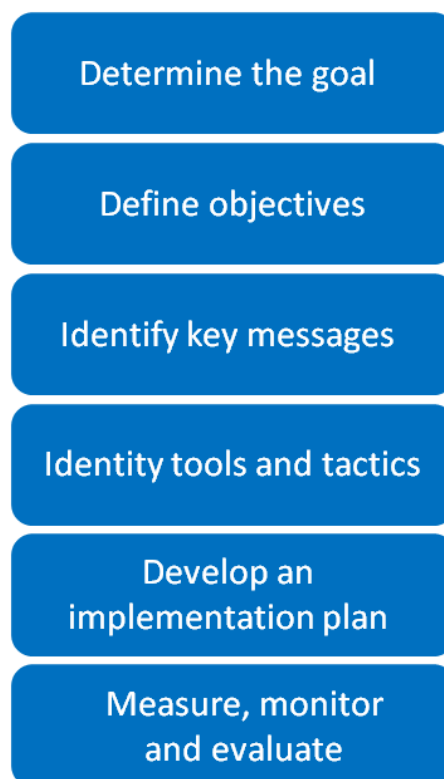 Determine the goal
Define objectives
Identify key messages
Identity tools and tactics
Develop an
implementation plan
Measure, monitor
and evaluate